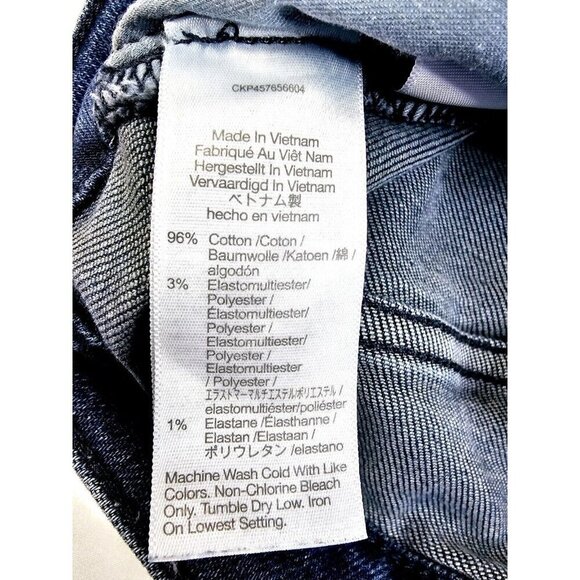 CKP457656604
Made In Vietnam
Fabriqué Au Viêt Nam
Hergestellt In Vietnam
Vervaardigd In Vietnam
ベトナム製
hecho en vietnam
96% Cotton /Coton /
Baumwolle /Katoen /綿 /
algodón
3% Elastomultiester/
Polyester /
Élastomultiester/
Polyester /
Elastomultiester/
Polyester /
Elastomultiester
/ Polyester /
エラストマーマルチエステル/ポリエステル /
elastomultiéster/poliéster
1% Elastane /Élasthanne /
Elastan /Elastaan /
ポリウレタン /elastano
Machine Wash Cold With Like
Colors. Non-Chlorine Bleach
Only. Tumble Dry Low. Iron
On Lowest Setting.